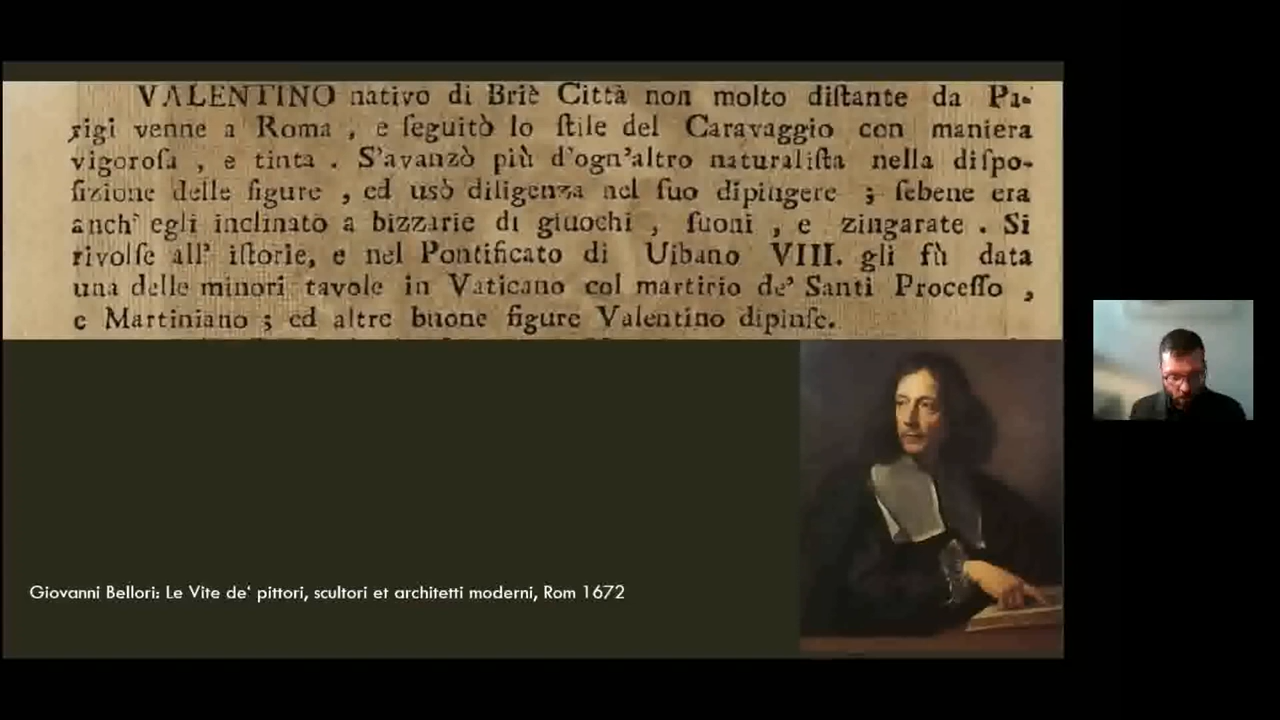 VALENTINO nativo di Briè Città non molto diſtante da Pa-
rigi venne a Roma , e ſeguitò lo ſtile del Caravaggio con maniera
vigoroſa , e tinta . S'avanzò più d'ogn'altro naturaliſta nella diſpo-
ſizione delle figure , ed usò diligenza nel ſuo dipingere ; ſebene era
anch' egli inclinato a bizzarie di giuochi , ſuoni , e zingarate . Si
rivolſe all' iſtorie, e nel Pontificato di Uibano VIII. gli fù data
una delle minori tavole in Vaticano col martirio de' Santi Proceſſo ,
e Martiniano ; ed altre buone figure Valentino dipinſe.
Giovanni Bellori: Le Vite de' pittori, scultori et architetti moderni, Rom 1672